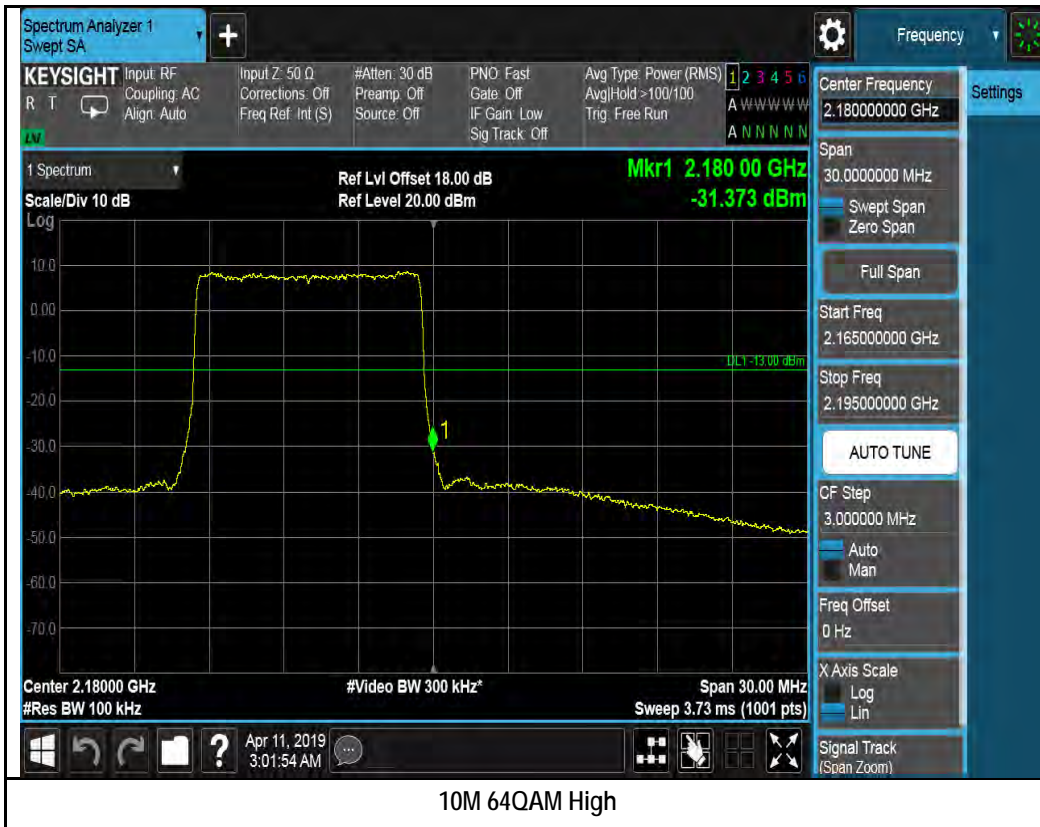 Spectrum Analyzer 1
Swept SA
+
Frequency
KEYSIGHT
R T
LV
Input: RF
Coupling: AC
Align: Auto
Input Z: 50 Ω
Corrections: Off
Freq Ref: Int (S)
#Atten: 30 dB
Preamp: Off
Source: Off
PNO: Fast
Gate: Off
IF Gain: Low
Sig Track: Off
Avg Type: Power (RMS)
Avg|Hold >100/100
Trig: Free Run
1 2 3 4 5 6
A W W W W W
A N N N N N
1 Spectrum
Scale/Div 10 dB
Log
Ref Lvl Offset 18.00 dB
Ref Level 20.00 dBm
Mkr1 2.180 00 GHz
-31.373 dBm
10.0
0.00
-10.0
-20.0
-30.0
-40.0
-50.0
-60.0
-70.0
DL1 -13.00 dBm
1
Center 2.18000 GHz
#Res BW 100 kHz
#Video BW 300 kHz*
Span 30.00 MHz
Sweep 3.73 ms (1001 pts)
?
Apr 11, 2019
3:01:54 AM
Center Frequency
2.180000000 GHz
Settings
Span
30.0000000 MHz
Swept Span
Zero Span
Full Span
Start Freq
2.165000000 GHz
Stop Freq
2.195000000 GHz
AUTO TUNE
CF Step
3.000000 MHz
Auto
Man
Freq Offset
0 Hz
X Axis Scale
Log
Lin
Signal Track
(Span Zoom)
10M 64QAM High